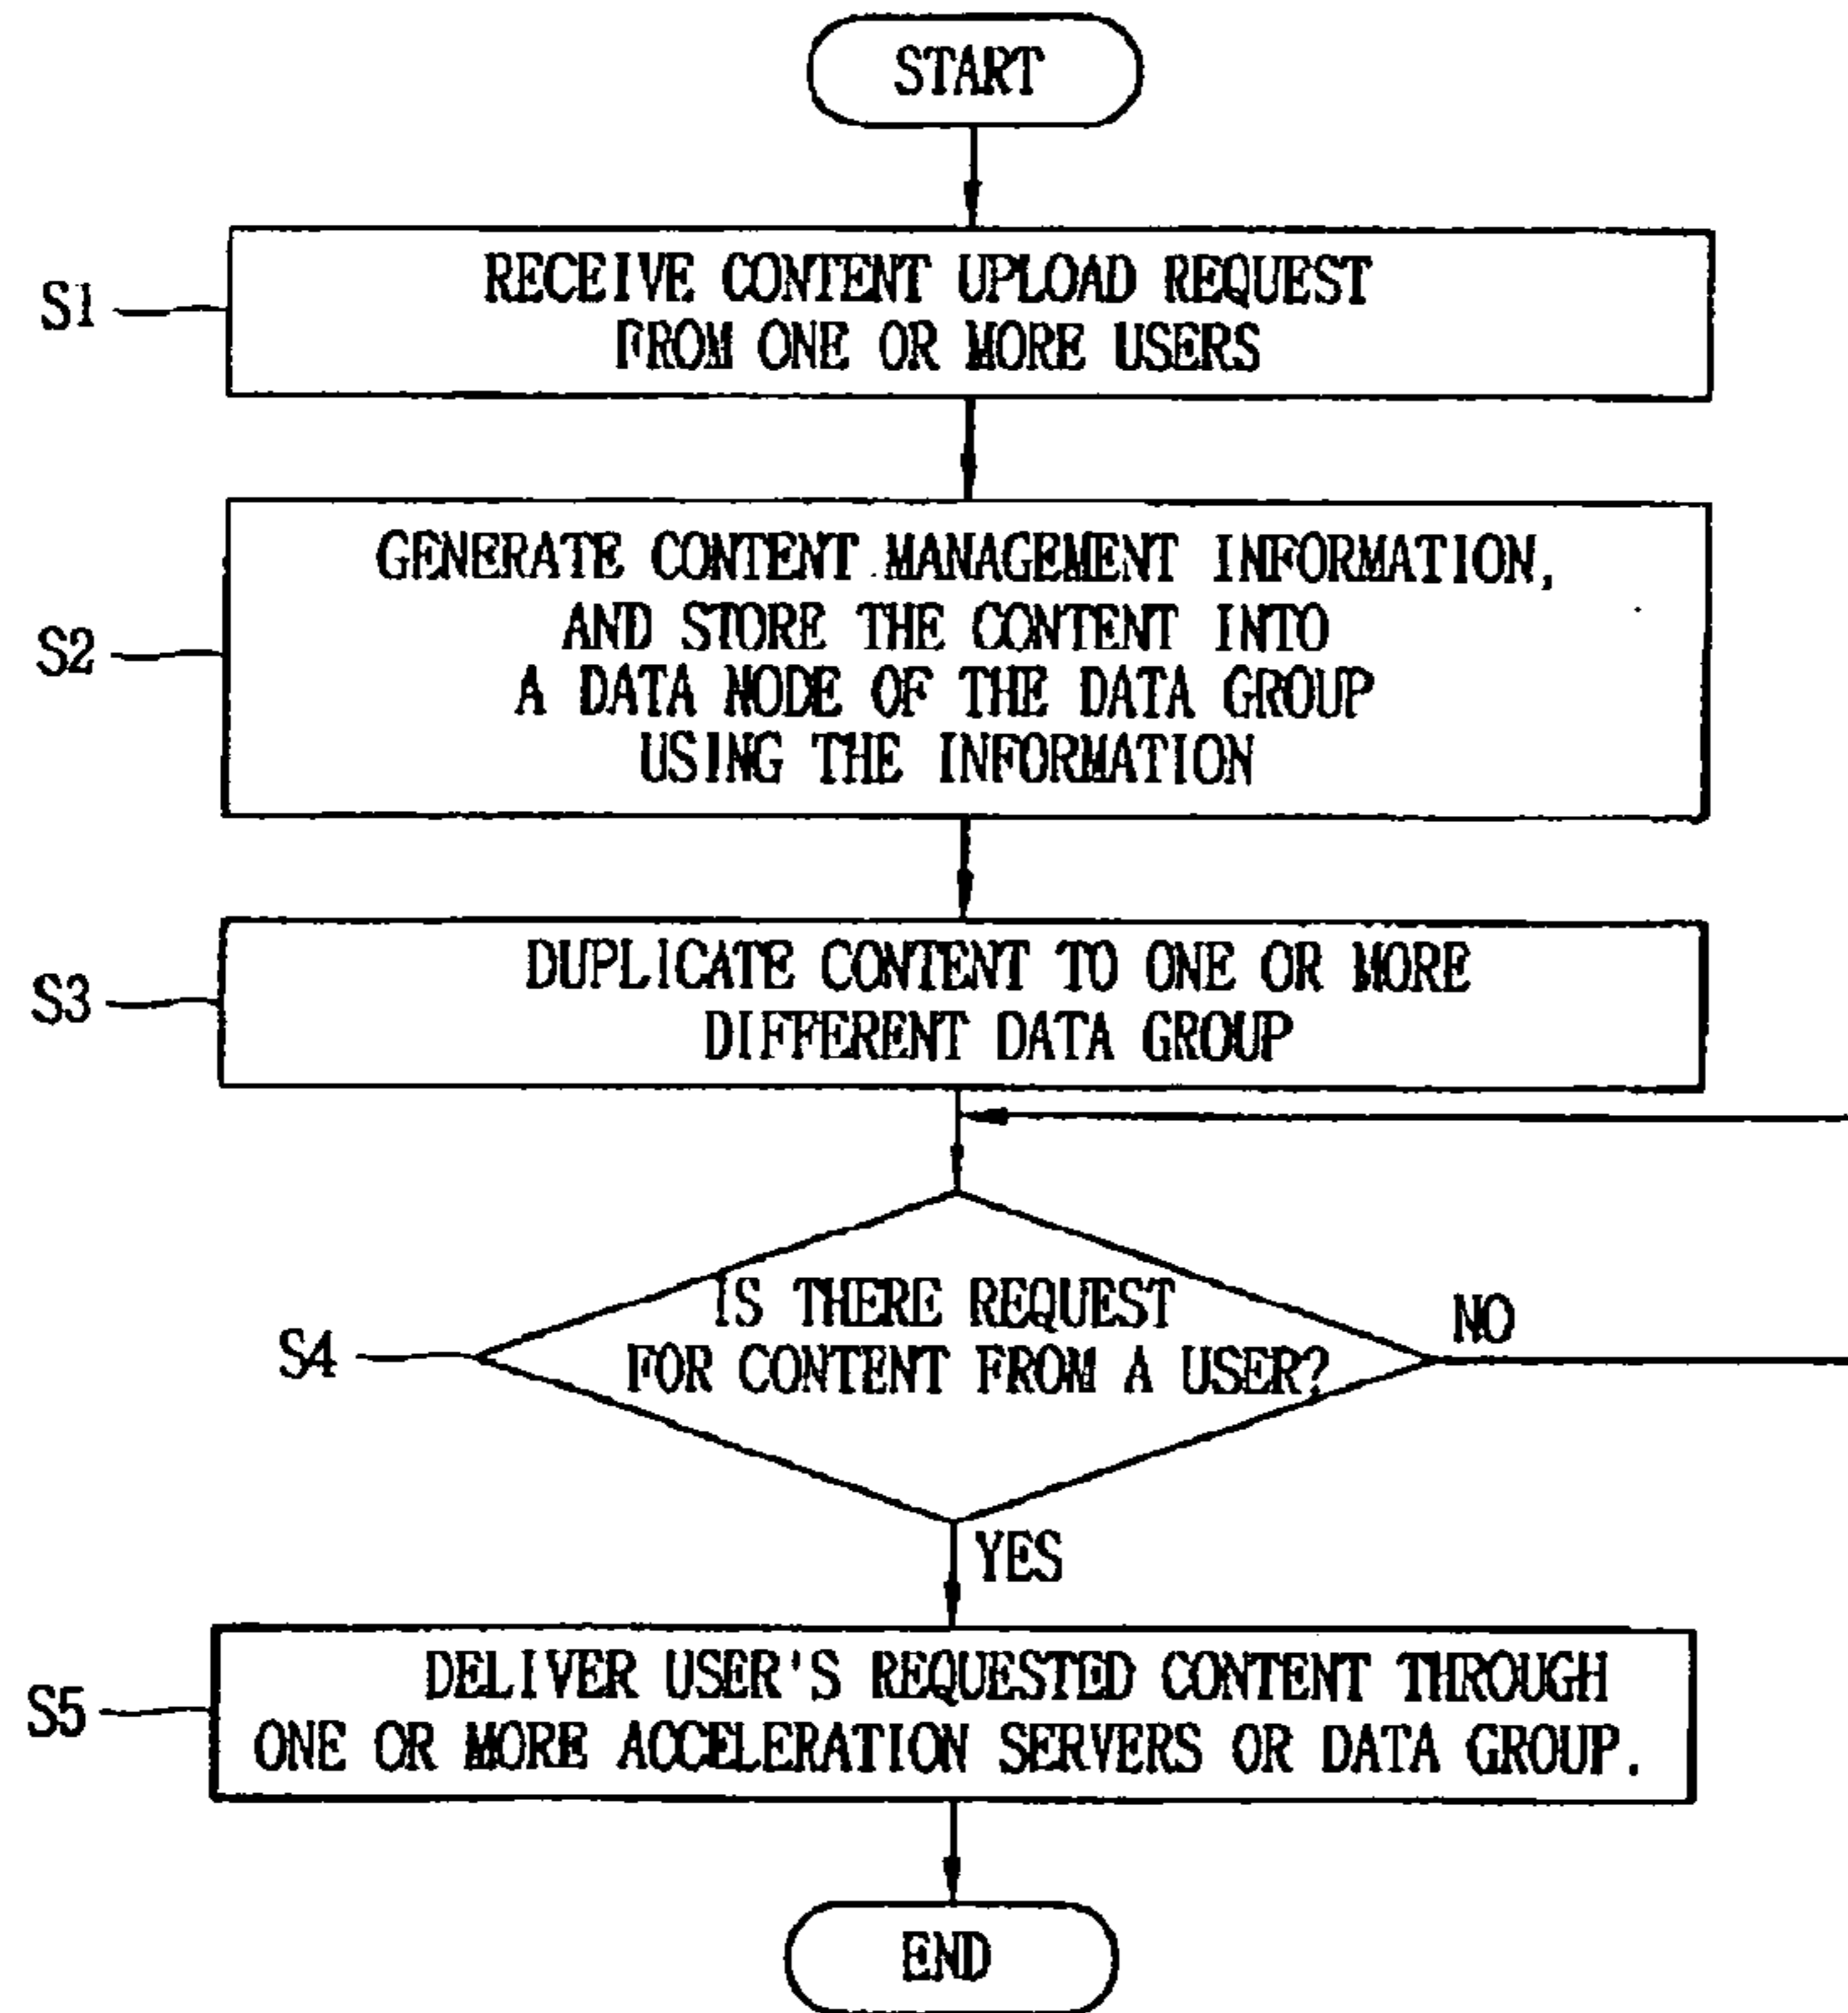 START
S1
RECEIVE CONTENT UPLOAD REQUEST
FROM ONE OR MORE USERS
S2
GENERATE CONTENT MANAGEMENT INFORMATION,
AND STORE THE CONTENT INTO
A DATA NODE OF THE DATA GROUP
USING THE INFORMATION
S3
DUPLICATE CONTENT TO ONE OR MORE
DIFFERENT DATA GROUP
S4
IS THERE REQUEST
FOR CONTENT FROM A USER?
NO
YES
S5
DELIVER USER'S REQUESTED CONTENT THROUGH
ONE OR MORE ACCELERATION SERVERS OR DATA GROUP.
END